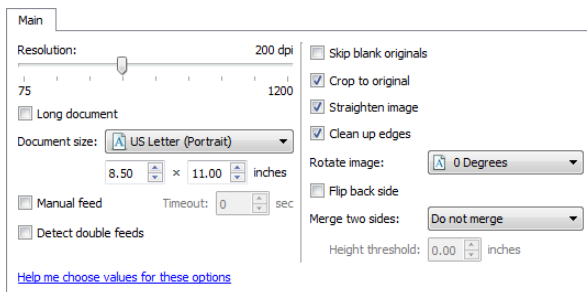 Main
Resolution: 200 dpi
75 1200
Long document
Document size: A US Letter (Portrait)
8.50 × 11.00 inches
Manual feed Timeout: 0 sec
Detect double feeds
Help me choose values for these options
Skip blank originals
Crop to original
Straighten image
Clean up edges
Rotate image: A 0 Degrees
Flip back side
Merge two sides: Do not merge
Height threshold: 0.00 inches